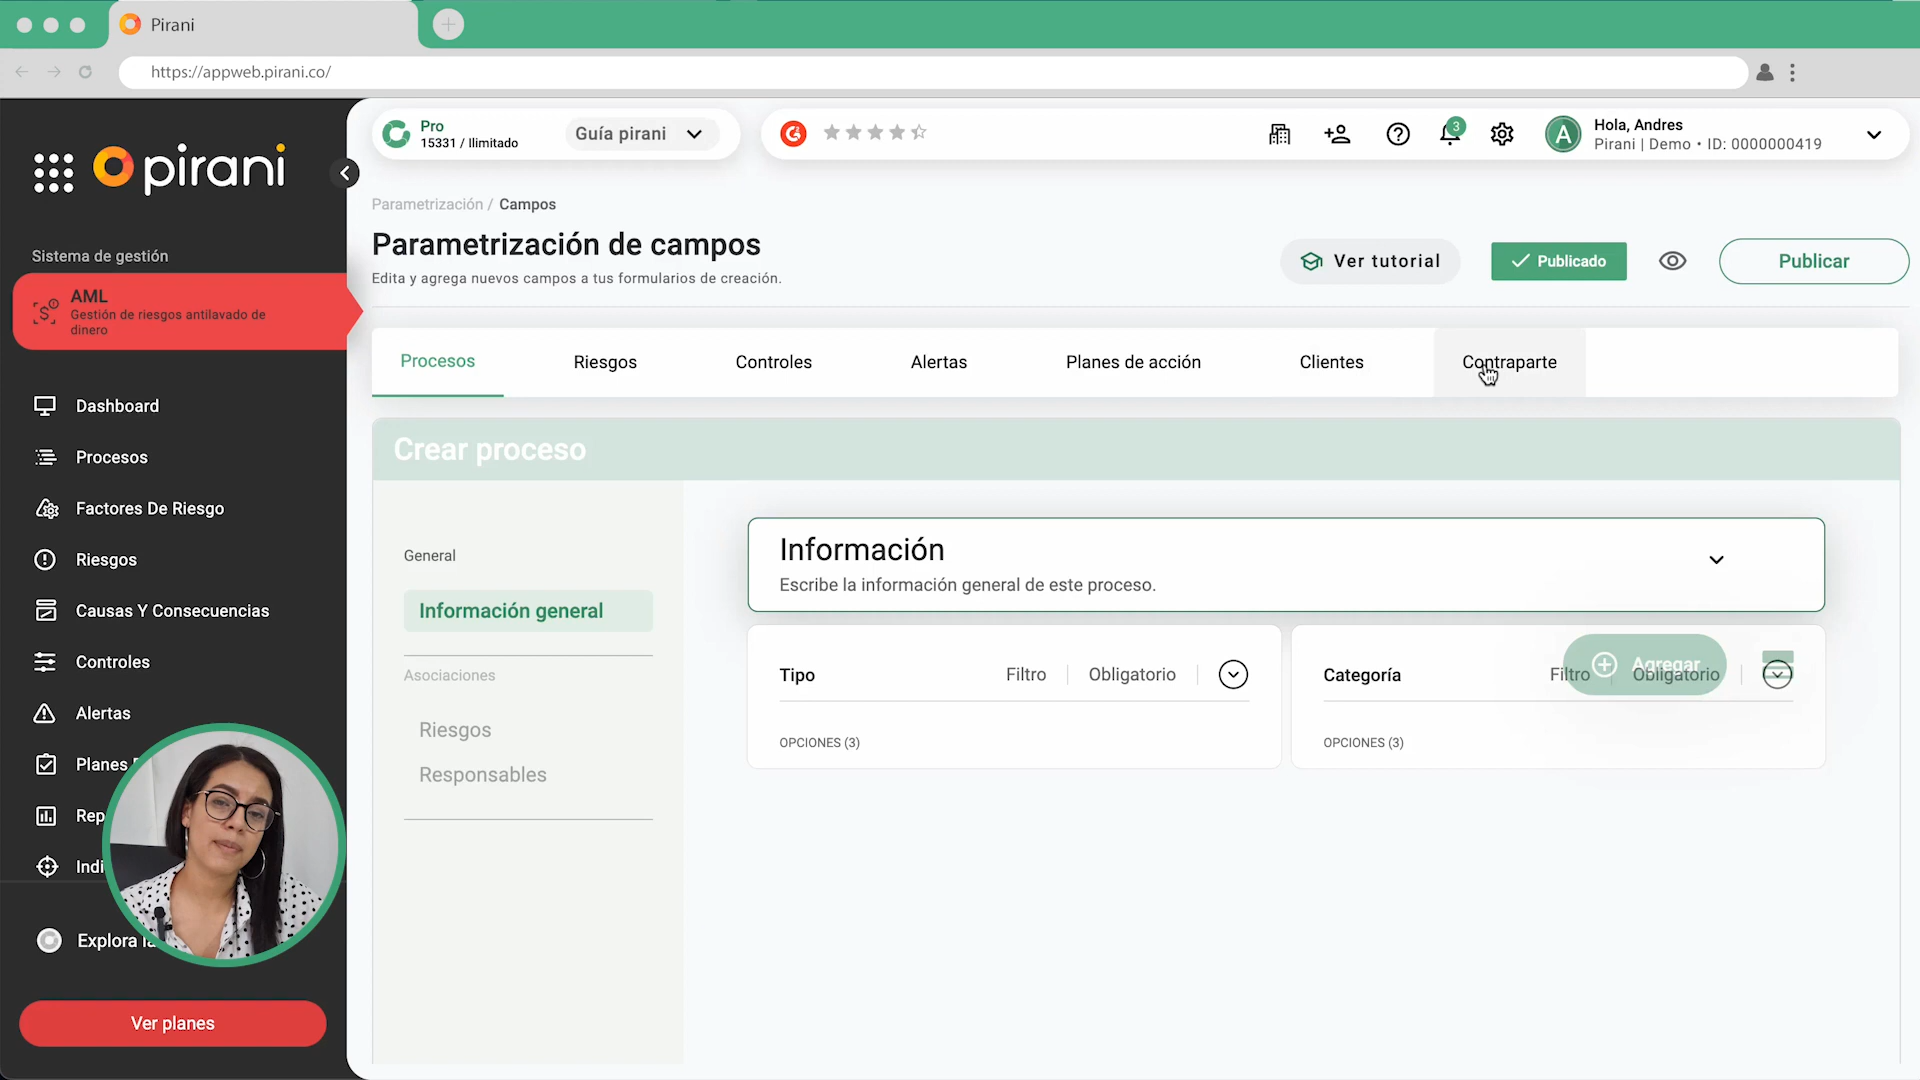 Pirani
https://appweb.pirani.co/
pirani
Sistema de gestión
AML
Gestión de riesgos antilavado de
dinero
Dashboard
Procesos
Factores De Riesgo
Riesgos
Causas Y Consecuencias
Controles
Alertas
Planes
Rep
Indi
Explora la
Ver planes
Pro
15331 / Ilimitado
Guía pirani
3
A
Hola, Andres
Pirani | Demo • ID: 0000000419
Parametrización / Campos
Parametrización de campos
Edita y agrega nuevos campos a tus formularios de creación.
Ver tutorial
Publicado
Publicar
Procesos
Riesgos
Controles
Alertas
Planes de acción
Clientes
Contraparte
Crear proceso
General
Información general
Asociaciones
Riesgos
Responsables
Información
Escribe la información general de este proceso.
Tipo
Filtro
Obligatorio
OPCIONES (3)
Categoría
Filtro
Obligatorio
Agregar
OPCIONES (3)